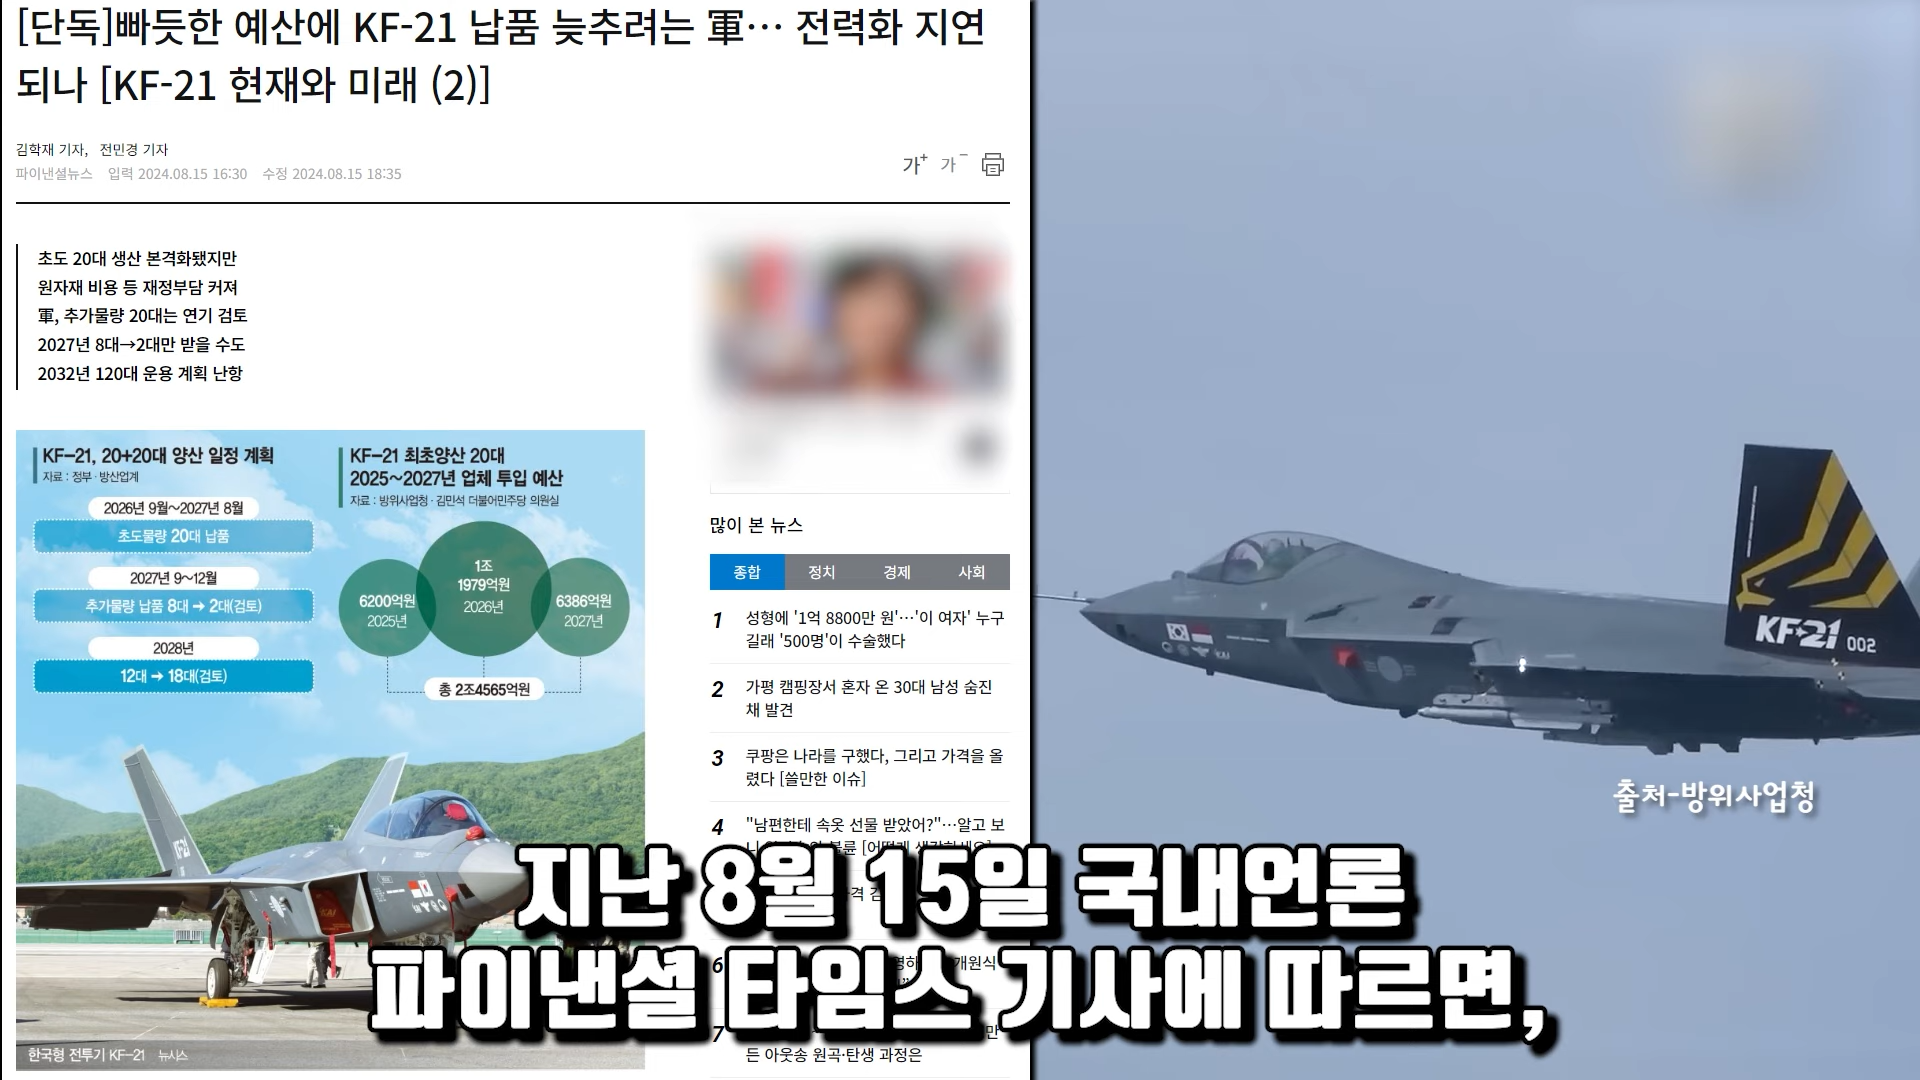 [단독]빠듯한 예산에 KF-21 납품 늦추려는 軍… 전력화 지연
되나 [KF-21 현재와 미래 (2)]
김학재 기자, 전민경 기자
파이낸셜뉴스 입력 2024.08.15 16:30 수정 2024.08.15 18:35
가+ 가-
초도 20대 생산 본격화됐지만
원자재 비용 등 재정부담 커져
軍, 추가물량 20대는 연기 검토
2027년 8대→2대만 받을 수도
2032년 120대 운용 계획 난항
KF-21, 20+20대 양산 일정 계획
자료 : 정부·방산업계
2026년 9월~2027년 8월
초도물량 20대 납품
2027년 9~12월
추가물량 납품 8대 → 2대(검토)
2028년
12대 → 18대(검토)
KF-21 최초양산 20대
2025~2027년 업체 투입 예산
자료 : 방위사업청·김민석 더불어민주당 의원실
6200억원
2025년
1조
1979억원
2026년
6386억원
2027년
총 2조4565억원
KF-21
한국형 전투기 KF-21 뉴시스
많이 본 뉴스
종합 정치 경제 사회
1 성형에 '1억 8800만 원'…'이 여자' 누구
길래 '500명'이 수술했다
2 가평 캠핑장서 혼자 온 30대 남성 숨진
채 발견
3 쿠팡은 나라를 구했다, 그리고 가격을 올
렸다 [쓸만한 이슈]
4 "남편한테 속옷 선물 받았어?"…알고 보
6 개원식
7
든 아웃송 원곡·탄생 과정은
KF-21 002
KAI
출처-방위사업청
지난 8월 15일 국내언론
파이낸셜 타임스 기사에 따르면,